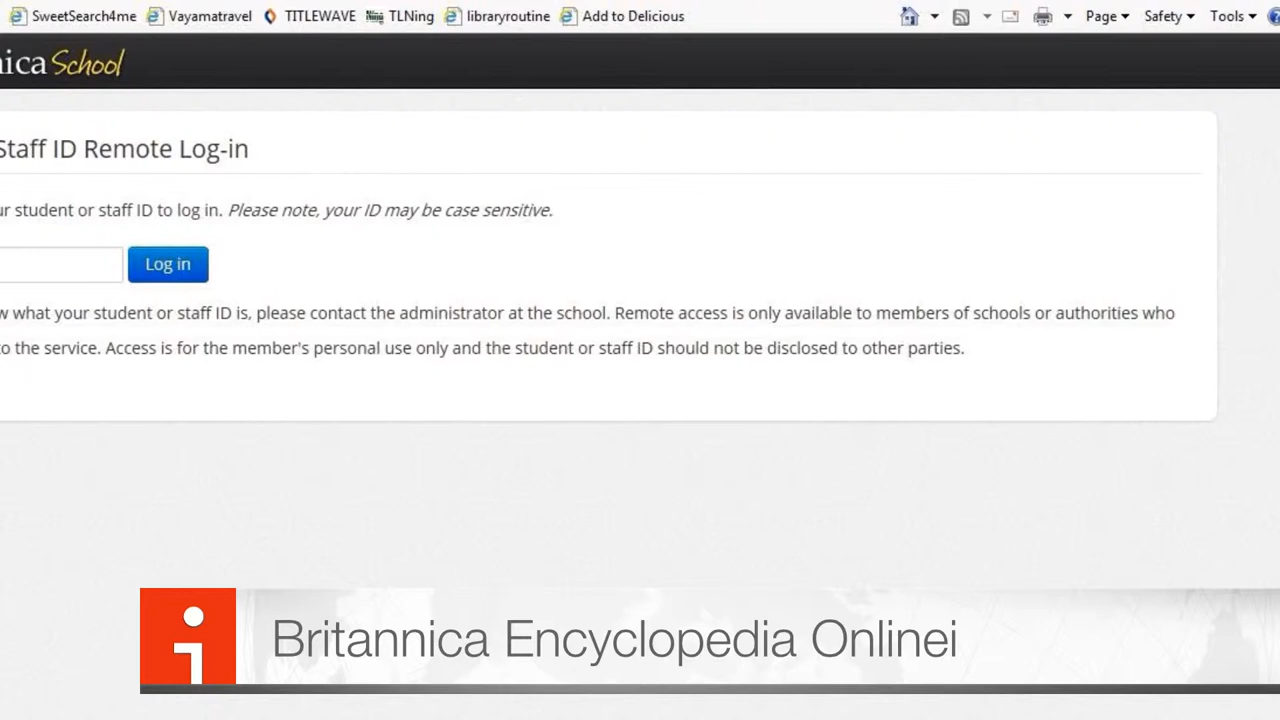 SweetSearch4me Vayamatravel TITLEWAVE TLNing libraryroutine Add to Delicious Page Safety Tools
nica School
Staff ID Remote Log-in
ur student or staff ID to log in. Please note, your ID may be case sensitive.
Log in
w what your student or staff ID is, please contact the administrator at the school. Remote access is only available to members of schools or authorities who
to the service. Access is for the member's personal use only and the student or staff ID should not be disclosed to other parties.
i Britannica Encyclopedia Onlinei